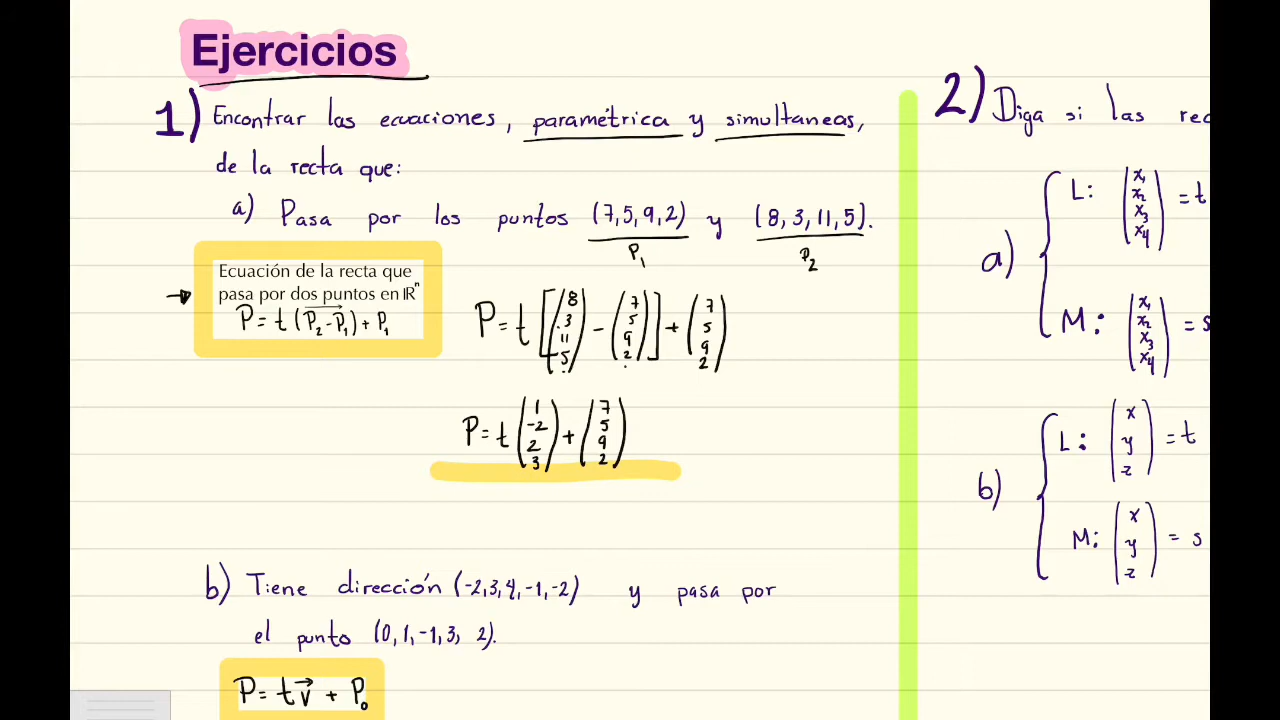 Ejercicios
1) Encontrar las ecuaciones, paramétrica y simultaneas,
de la recta que:
a) Pasa por los puntos (7,5,9,2) y (8,3,11,5).
P₁ P₂
Ecuación de la recta que
pasa por dos puntos en ℝⁿ
P = t (P₂-P₁) + P₁
P = t [(8 3 11 5) - (7 5 9 2)] + (7 5 9 2)
P = t (1 -2 2 3) + (7 5 9 2)
b) Tiene dirección (-2,3,4,-1,-2) y pasa por
el punto (0,1,-1,3, 2).
P = tv + P₀
2) Diga si las rec
a) L: (x₁ x₂ x₃ x₄) = t
M: (x₁ x₂ x₃ x₄) = s
b) L: (x y z) = t
M: (x y z) = s